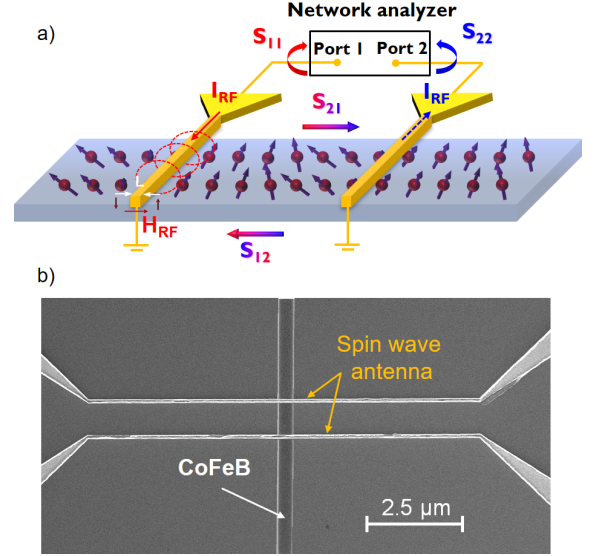 Network analyzer
a)
S11
Port 1
Port 2
S22
IRF
IRF
S21
L
HRF
S12
b)
Spin wave
antenna
CoFeB
2.5 µm